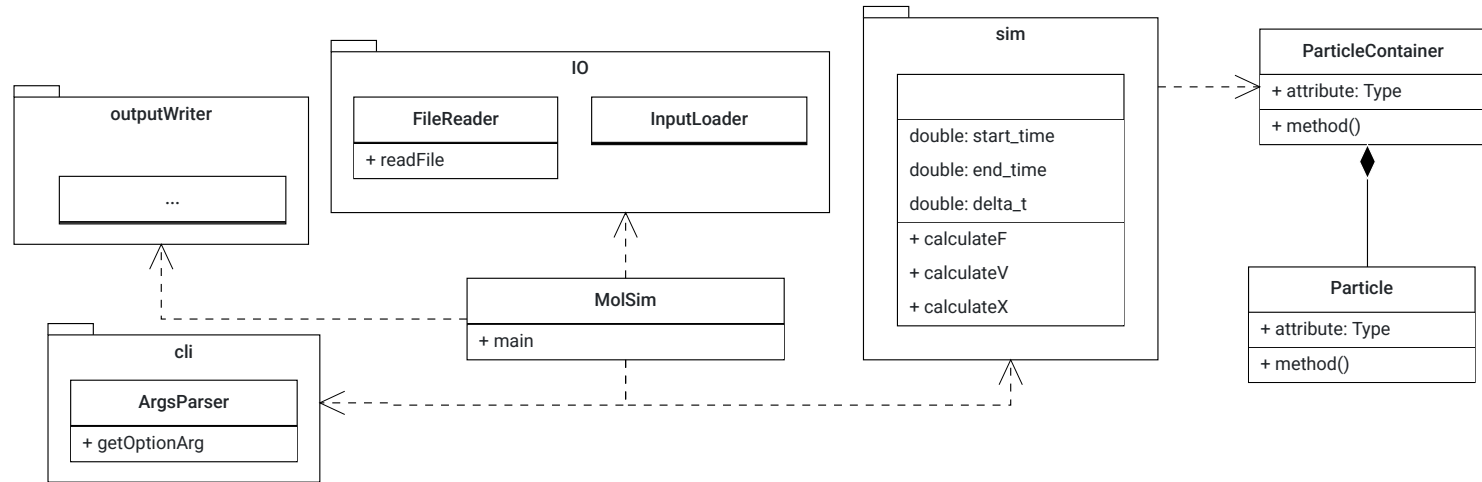 outputWriter
...
IO
FileReader
+ readFile
InputLoader
sim
double: start_time
double: end_time
double: delta_t
+ calculateF
+ calculateV
+ calculateX
ParticleContainer
+ attribute: Type
+ method()
MolSim
+ main
cli
ArgsParser
+ getOptionArg
Particle
+ attribute: Type
+ method()